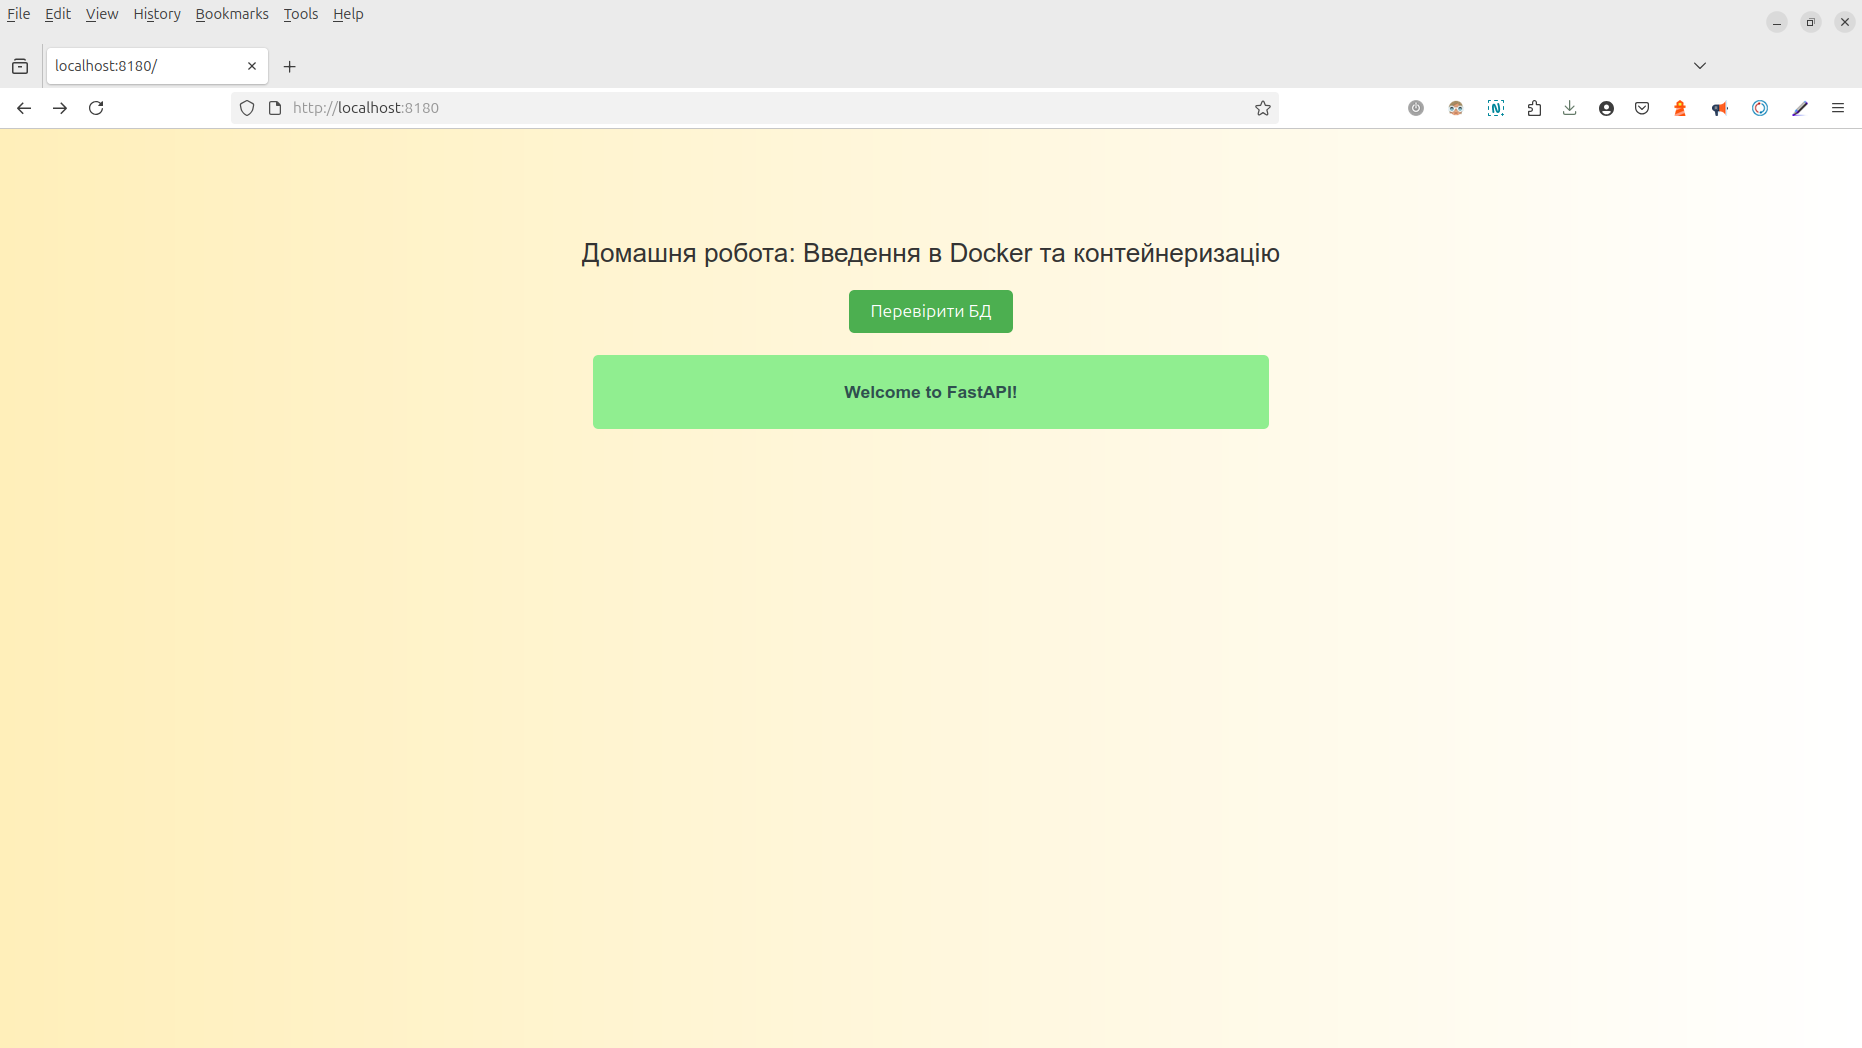 File Edit View History Bookmarks Tools Help
localhost:8180/
http://localhost:8180
Домашня робота: Введення в Docker та контейнеризацію
Перевірити БД
Welcome to FastAPI!